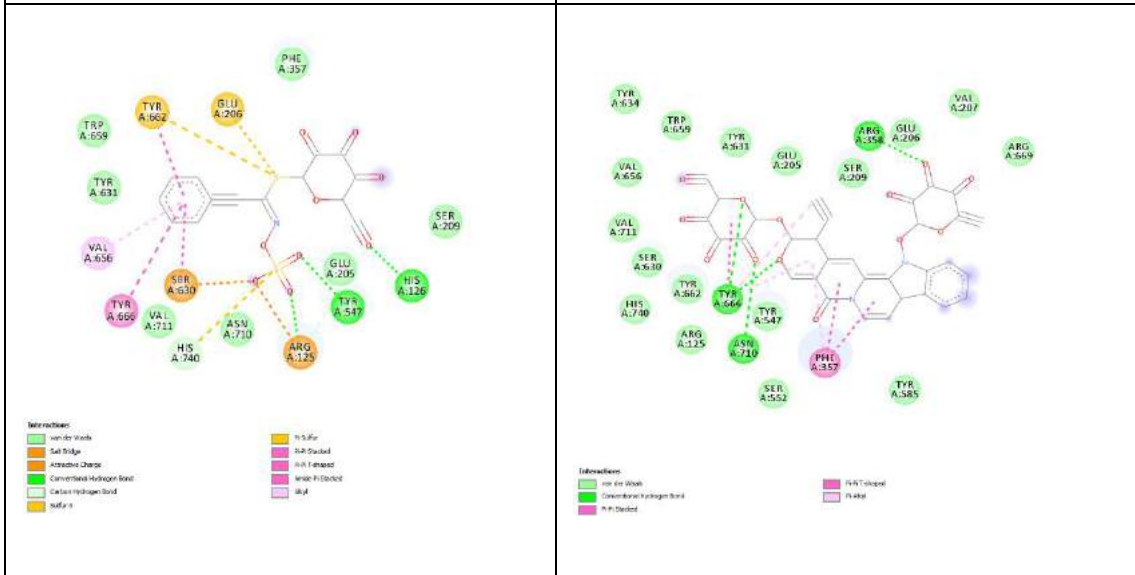 PHE
A:357
TYR
A:662
GLU
A:206
TRP
A:659
TYR
A:631
SER
A:209
VAL
A:656
GLU
A:205
HIS
A:126
SER
A:630
TYR
A:547
TYR
A:666
VAL
A:711
ASN
A:710
HIS
A:740
ARG
A:125
Interactions
van der Waals
Salt Bridge
Attractive Charge
Conventional Hydrogen Bond
Carbon Hydrogen Bond
Sulfur-X
Pi-Sulfur
Pi-Pi Stacked
Pi-Pi T-shaped
Amide-Pi Stacked
Alkyl
TYR
A:634
TRP
A:659
TYR
A:631
GLU
A:205
ARG
A:358
GLU
A:206
VAL
A:207
ARG
A:669
SER
A:209
VAL
A:656
VAL
A:711
SER
A:630
TYR
A:662
HIS
A:740
TYR
A:666
TYR
A:547
ARG
A:125
ASN
A:710
PHE
A:357
SER
A:552
TYR
A:585
Interactions
van der Waals
Conventional Hydrogen Bond
Pi-Pi Stacked
Pi-Pi T-shaped
Pi-Alkyl